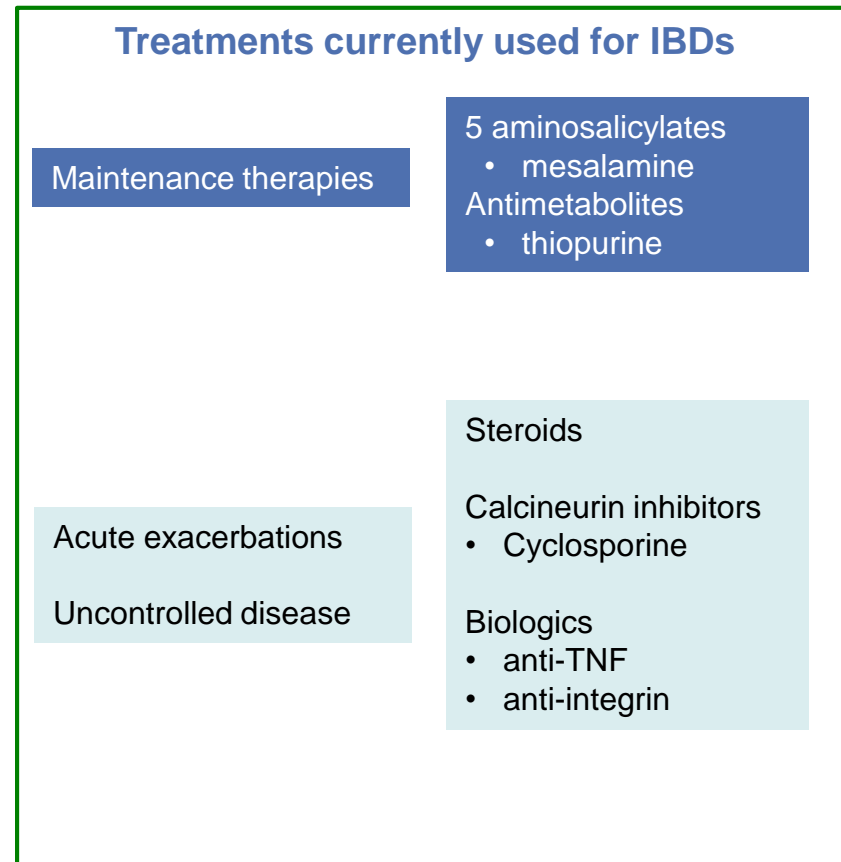 Treatments currently used for IBDs
Maintenance therapies
5 aminosalicylates
• mesalamine
Antimetabolites
• thiopurine
Acute exacerbations
Uncontrolled disease
Steroids
Calcineurin inhibitors
• Cyclosporine
Biologics
• anti-TNF
• anti-integrin